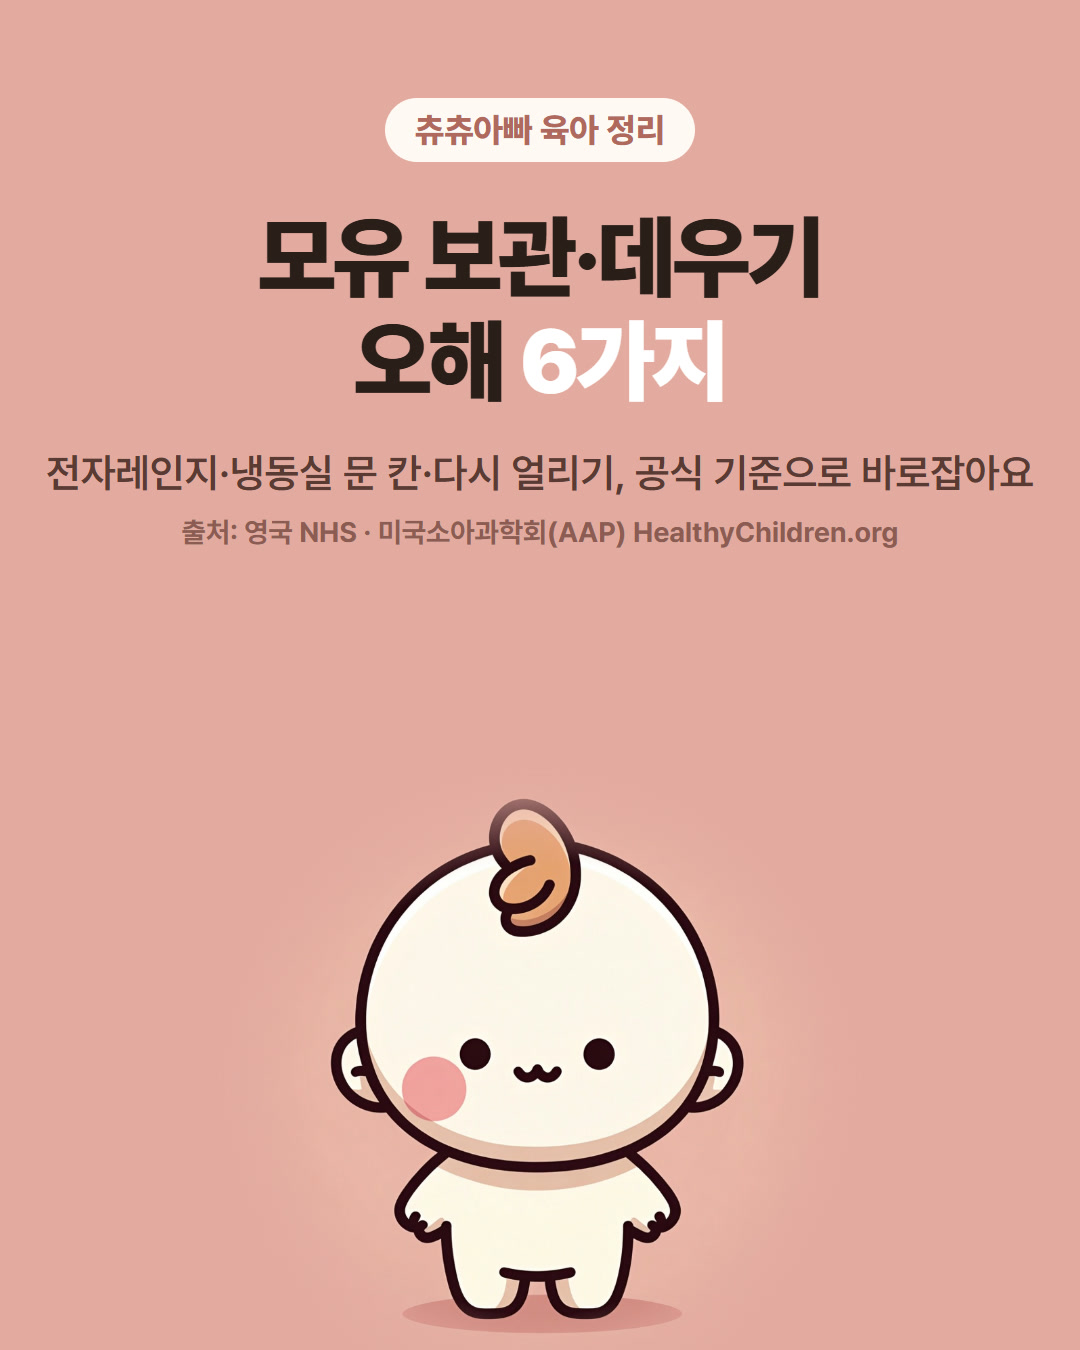 츄츄아빠 육아 정리
모유 보관·데우기
오해 6가지
전자레인지·냉동실 문 칸·다시 얼리기, 공식 기준으로 바로잡아요
출처: 영국 NHS · 미국소아과학회(AAP) HealthyChildren.org